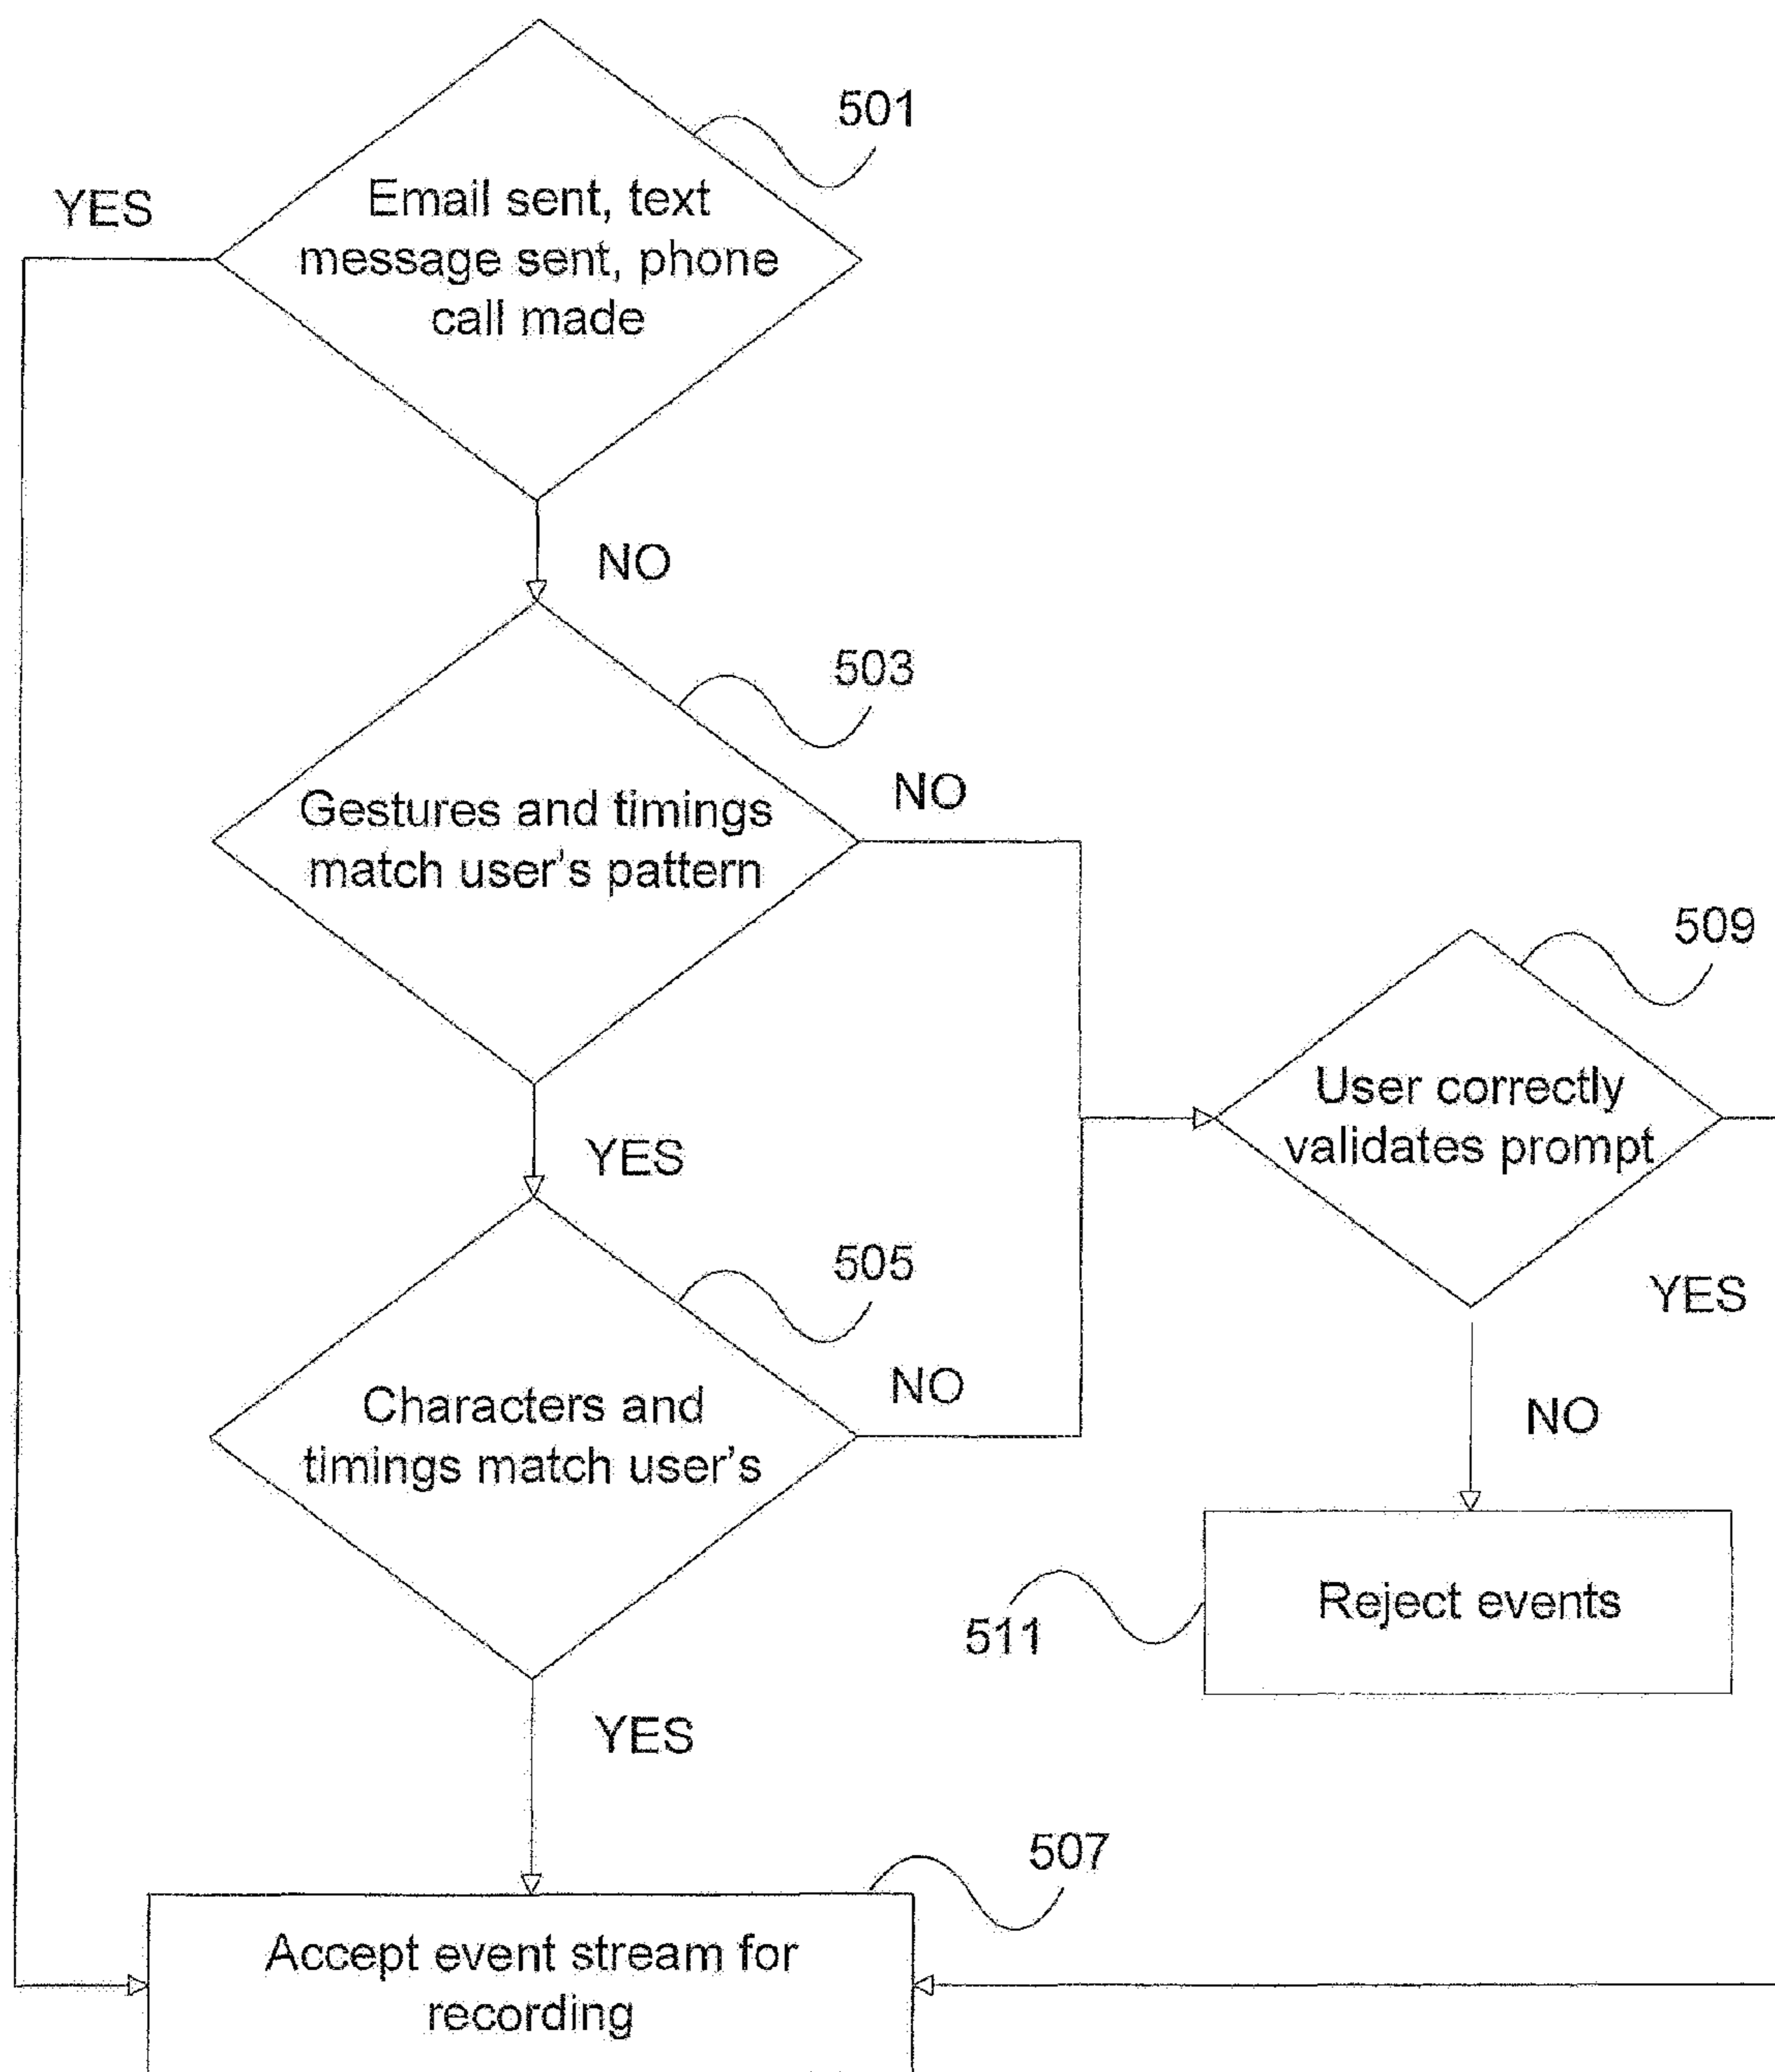 501
YES
Email sent, text
message sent, phone
call made
NO
503
NO
Gestures and timings
match user's pattern
509
User correctly
validates prompt
YES
YES
505
NO
Characters and
timings match user's
NO
Reject events
511
YES
507
Accept event stream for
recording